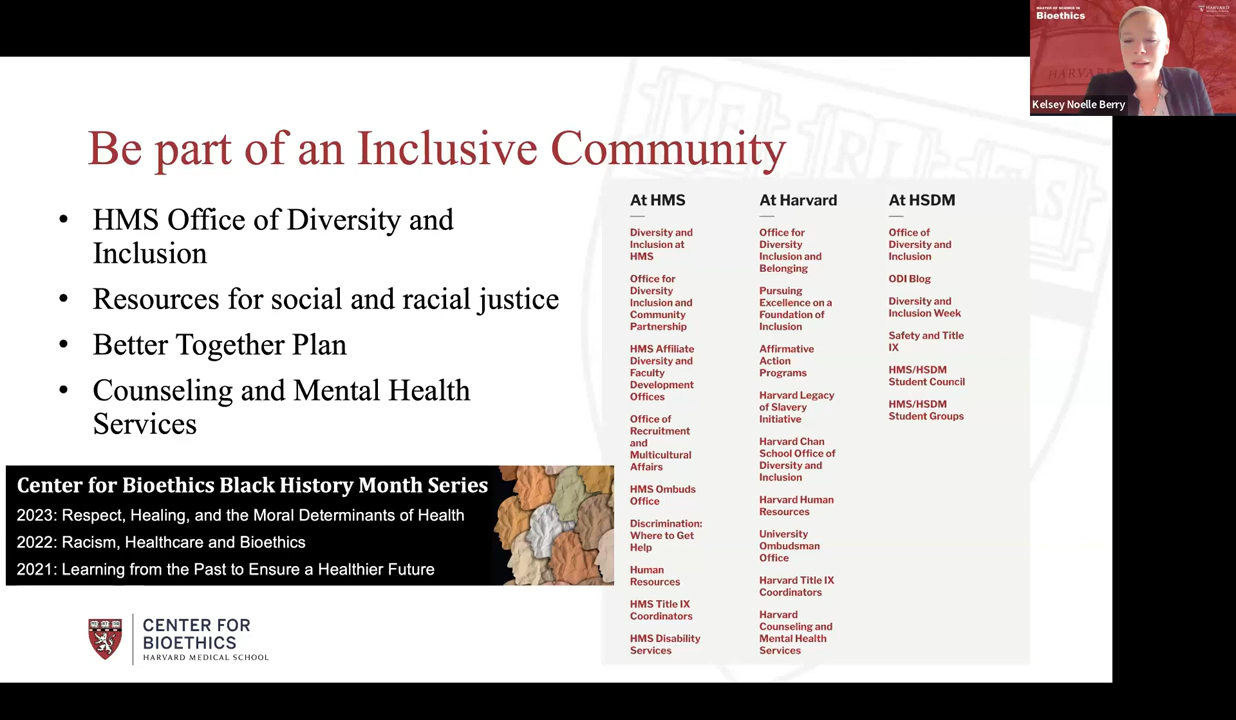 MASTER OF SCIENCE IN
Bioethics
HARVARD
Kelsey Noelle Berry
Be part of an Inclusive Community
• HMS Office of Diversity and
Inclusion
• Resources for social and racial justice
• Better Together Plan
• Counseling and Mental Health
Services
Center for Bioethics Black History Month Series
2023: Respect, Healing, and the Moral Determinants of Health
2022: Racism, Healthcare and Bioethics
2021: Learning from the Past to Ensure a Healthier Future
CENTER FOR
BIOETHICS
HARVARD MEDICAL SCHOOL
At HMS
Diversity and
Inclusion at
HMS
Office for
Diversity
Inclusion and
Community
Partnership
HMS Affiliate
Diversity and
Faculty
Development
Offices
Office of
Recruitment
and
Multicultural
Affairs
HMS Ombuds
Office
Discrimination:
Where to Get
Help
Human
Resources
HMS Title IX
Coordinators
HMS Disability
Services
At Harvard
Office for
Diversity
Inclusion and
Belonging
Pursuing
Excellence on a
Foundation of
Inclusion
Affirmative
Action
Programs
Harvard Legacy
of Slavery
Initiative
Harvard Chan
School Office of
Diversity and
Inclusion
Harvard Human
Resources
University
Ombudsman
Office
Harvard Title IX
Coordinators
Harvard
Counseling and
Mental Health
Services
At HSDM
Office of
Diversity and
Inclusion
ODI Blog
Diversity and
Inclusion Week
Safety and Title
IX
HMS/HSDM
Student Council
HMS/HSDM
Student Groups
VE RI TAS